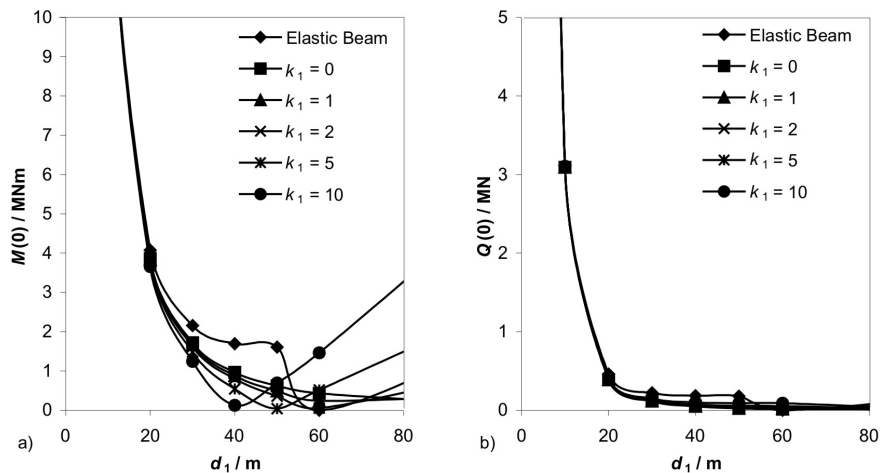 10
9
8
7
6
5
4
3
2
1
0
M(0) / MNm
0 20 40 60 80
d1 / m
a)
Elastic Beam
k1 = 0
k1 = 1
k1 = 2
k1 = 5
k1 = 10
5
4
3
2
1
0
Q(0) / MN
0 20 40 60 80
d1 / m
b)
Elastic Beam
k1 = 0
k1 = 1
k1 = 2
k1 = 5
k1 = 10